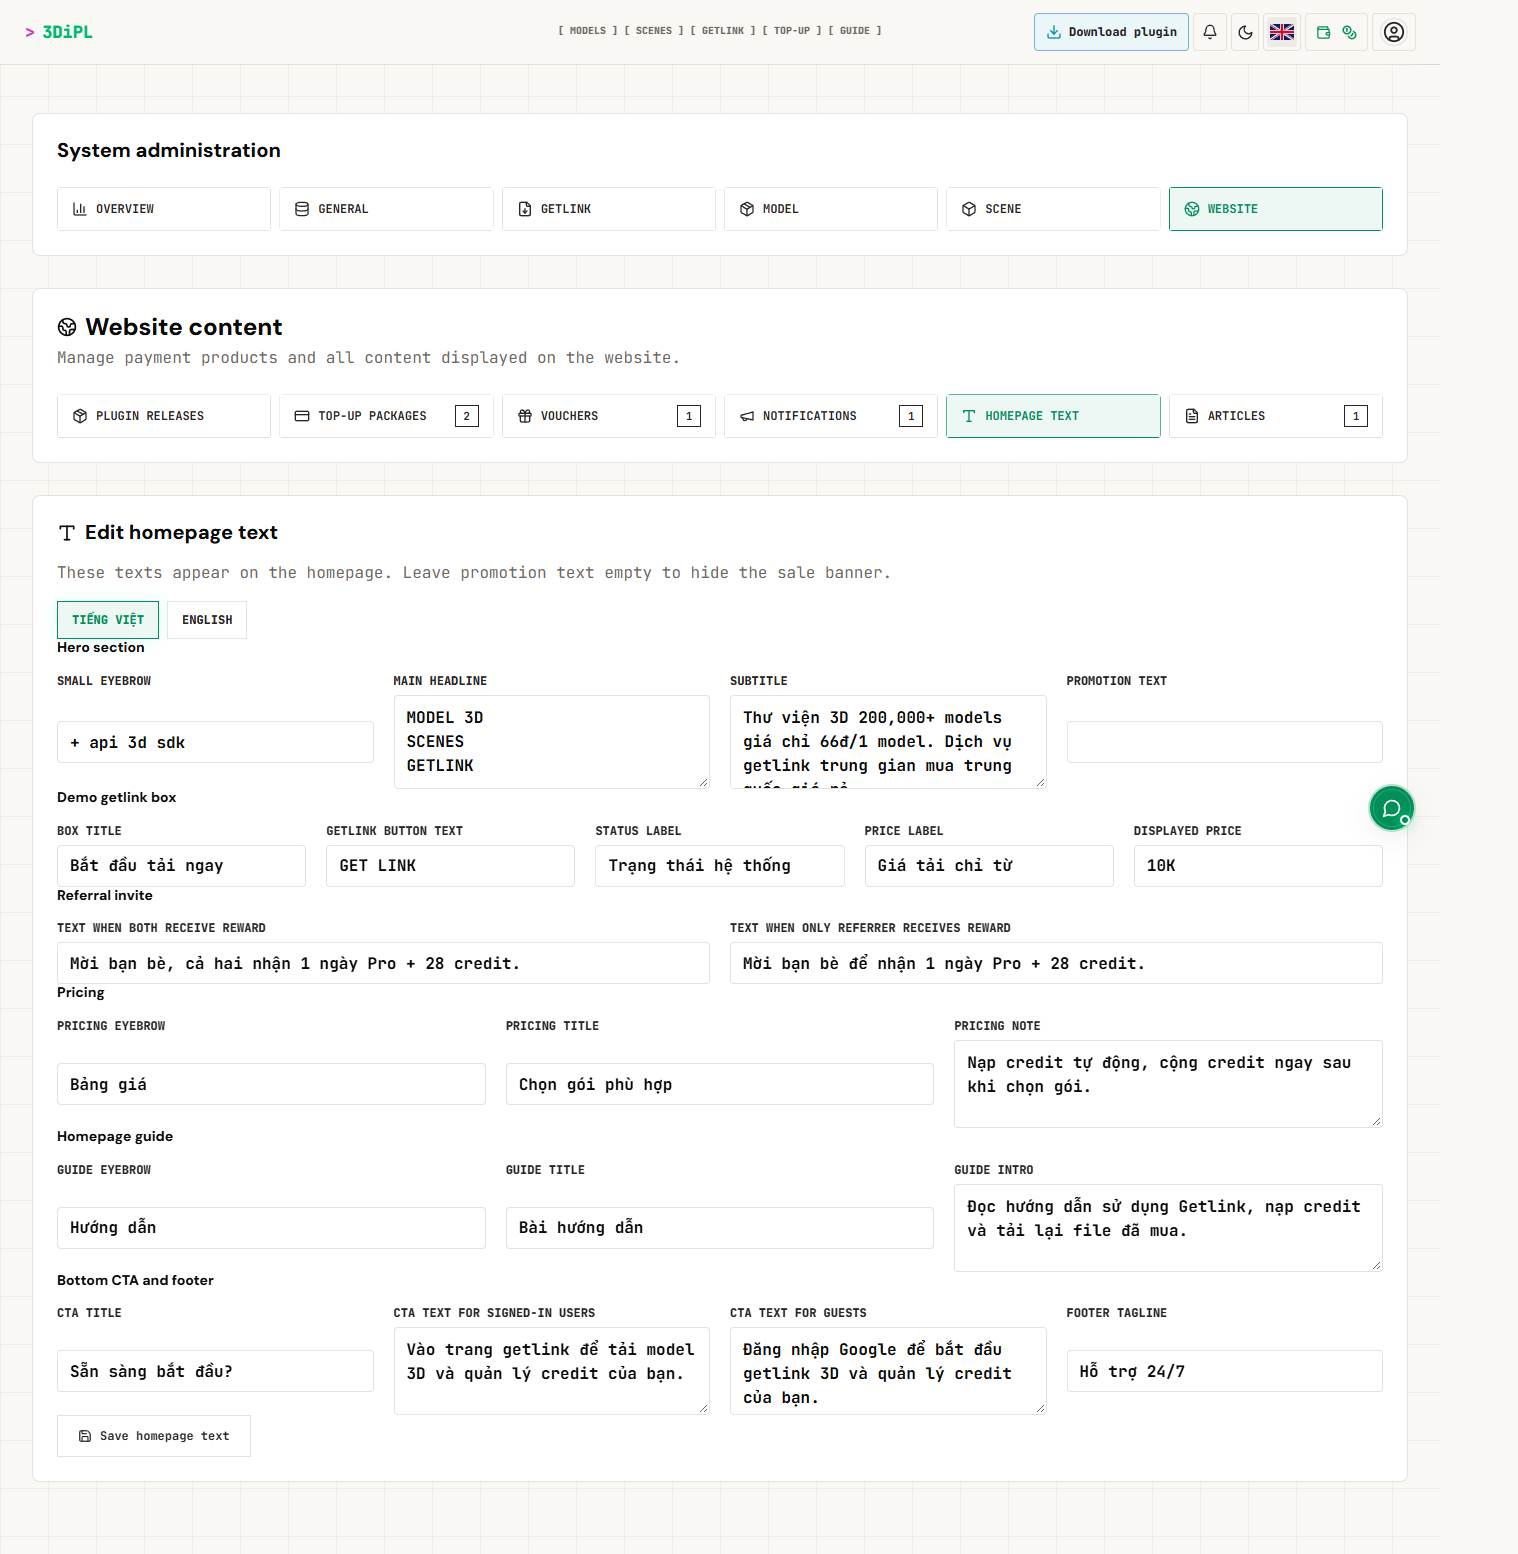 > 3DiPL
[ MODELS ] [ SCENES ] [ GETLINK ] [ TOP-UP ] [ GUIDE ]
Download plugin
System administration
OVERVIEW
GENERAL
GETLINK
MODEL
SCENE
WEBSITE
Website content
Manage payment products and all content displayed on the website.
PLUGIN RELEASES
TOP-UP PACKAGES 2
VOUCHERS 1
NOTIFICATIONS 1
HOMEPAGE TEXT
ARTICLES 1
Edit homepage text
These texts appear on the homepage. Leave promotion text empty to hide the sale banner.
TIẾNG VIỆT
ENGLISH
Hero section
SMALL EYEBROW
+ api 3d sdk
MAIN HEADLINE
MODEL 3D
SCENES
GETLINK
SUBTITLE
Thư viện 3D 200,000+ models
giá chỉ 66đ/1 model. Dịch vụ
getlink trung gian mua trung
quốc giá rẻ
PROMOTION TEXT
Demo getlink box
BOX TITLE
Bắt đầu tải ngay
GETLINK BUTTON TEXT
GET LINK
STATUS LABEL
Trạng thái hệ thống
PRICE LABEL
Giá tải chỉ từ
DISPLAYED PRICE
10K
Referral invite
TEXT WHEN BOTH RECEIVE REWARD
Mời bạn bè, cả hai nhận 1 ngày Pro + 28 credit.
TEXT WHEN ONLY REFERRER RECEIVES REWARD
Mời bạn bè để nhận 1 ngày Pro + 28 credit.
Pricing
PRICING EYEBROW
Bảng giá
PRICING TITLE
Chọn gói phù hợp
PRICING NOTE
Nạp credit tự động, cộng credit ngay sau
khi chọn gói.
Homepage guide
GUIDE EYEBROW
Hướng dẫn
GUIDE TITLE
Bài hướng dẫn
GUIDE INTRO
Đọc hướng dẫn sử dụng Getlink, nạp credit
và tải lại file đã mua.
Bottom CTA and footer
CTA TITLE
Sẵn sàng bắt đầu?
CTA TEXT FOR SIGNED-IN USERS
Vào trang getlink để tải model
3D và quản lý credit của bạn.
CTA TEXT FOR GUESTS
Đăng nhập Google để bắt đầu
getlink 3D và quản lý credit
của bạn.
FOOTER TAGLINE
Hỗ trợ 24/7
Save homepage text